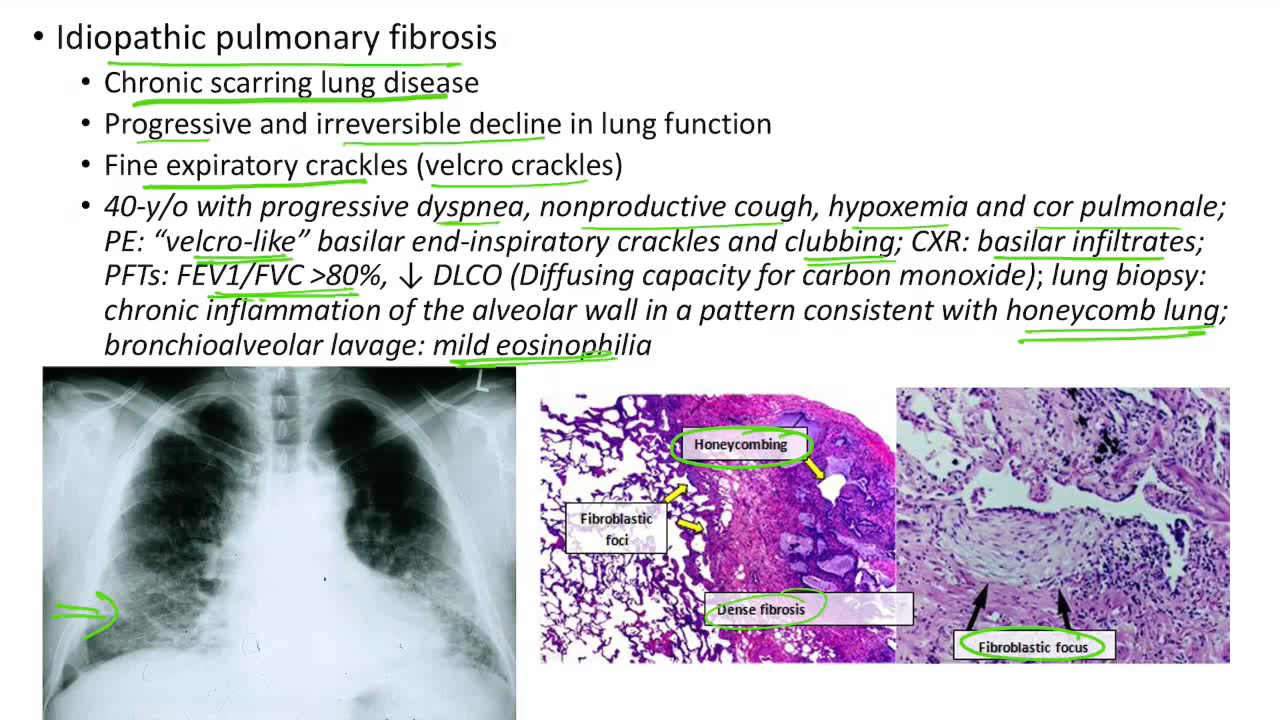 • Idiopathic pulmonary fibrosis
• Chronic scarring lung disease
• Progressive and irreversible decline in lung function
• Fine expiratory crackles (velcro crackles)
• 40-y/o with progressive dyspnea, nonproductive cough, hypoxemia and cor pulmonale;
PE: “velcro-like” basilar end-inspiratory crackles and clubbing; CXR: basilar infiltrates;
PFTs: FEV1/FVC >80%, ↓ DLCO (Diffusing capacity for carbon monoxide); lung biopsy:
chronic inflammation of the alveolar wall in a pattern consistent with honeycomb lung;
bronchioalveolar lavage: mild eosinophilia
L
Honeycombing
Fibroblastic
foci
Dense fibrosis
Fibroblastic focus